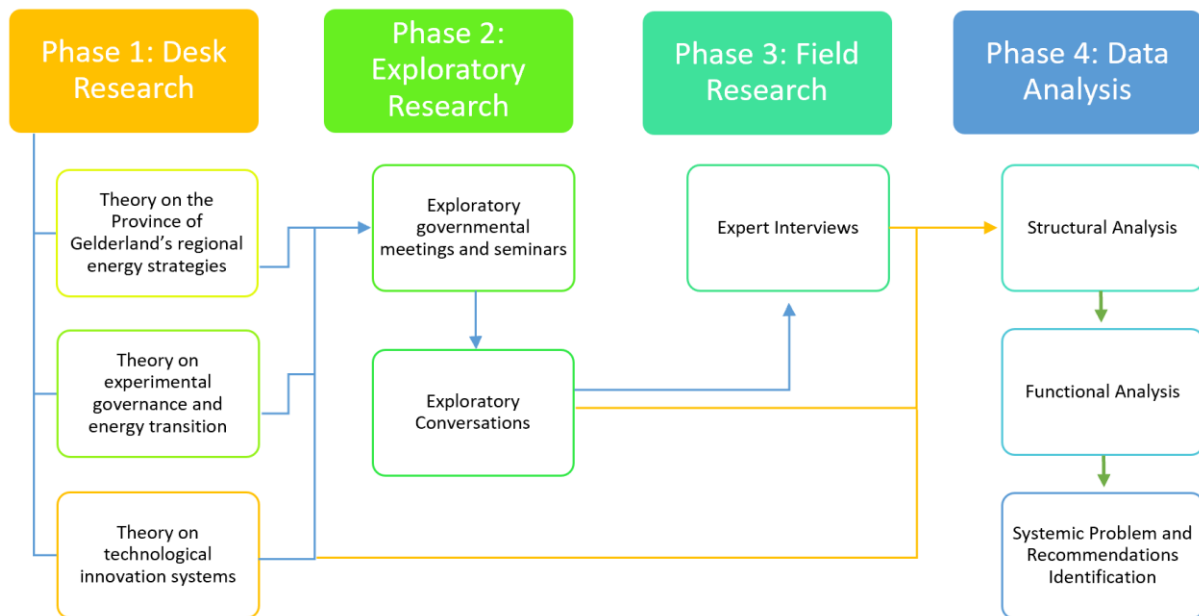 Phase 1: Desk
Research
Phase 2:
Exploratory
Research
Phase 3: Field
Research
Phase 4: Data
Analysis
Theory on the
Province of
Gelderland’s regional
energy strategies
Exploratory
governmental
meetings and seminars
Expert Interviews
Structural Analysis
Theory on
experimental
governance and
energy transition
Exploratory
Conversations
Functional Analysis
Theory on
technological
innovation systems
Systemic Problem and
Recommendations
Identification